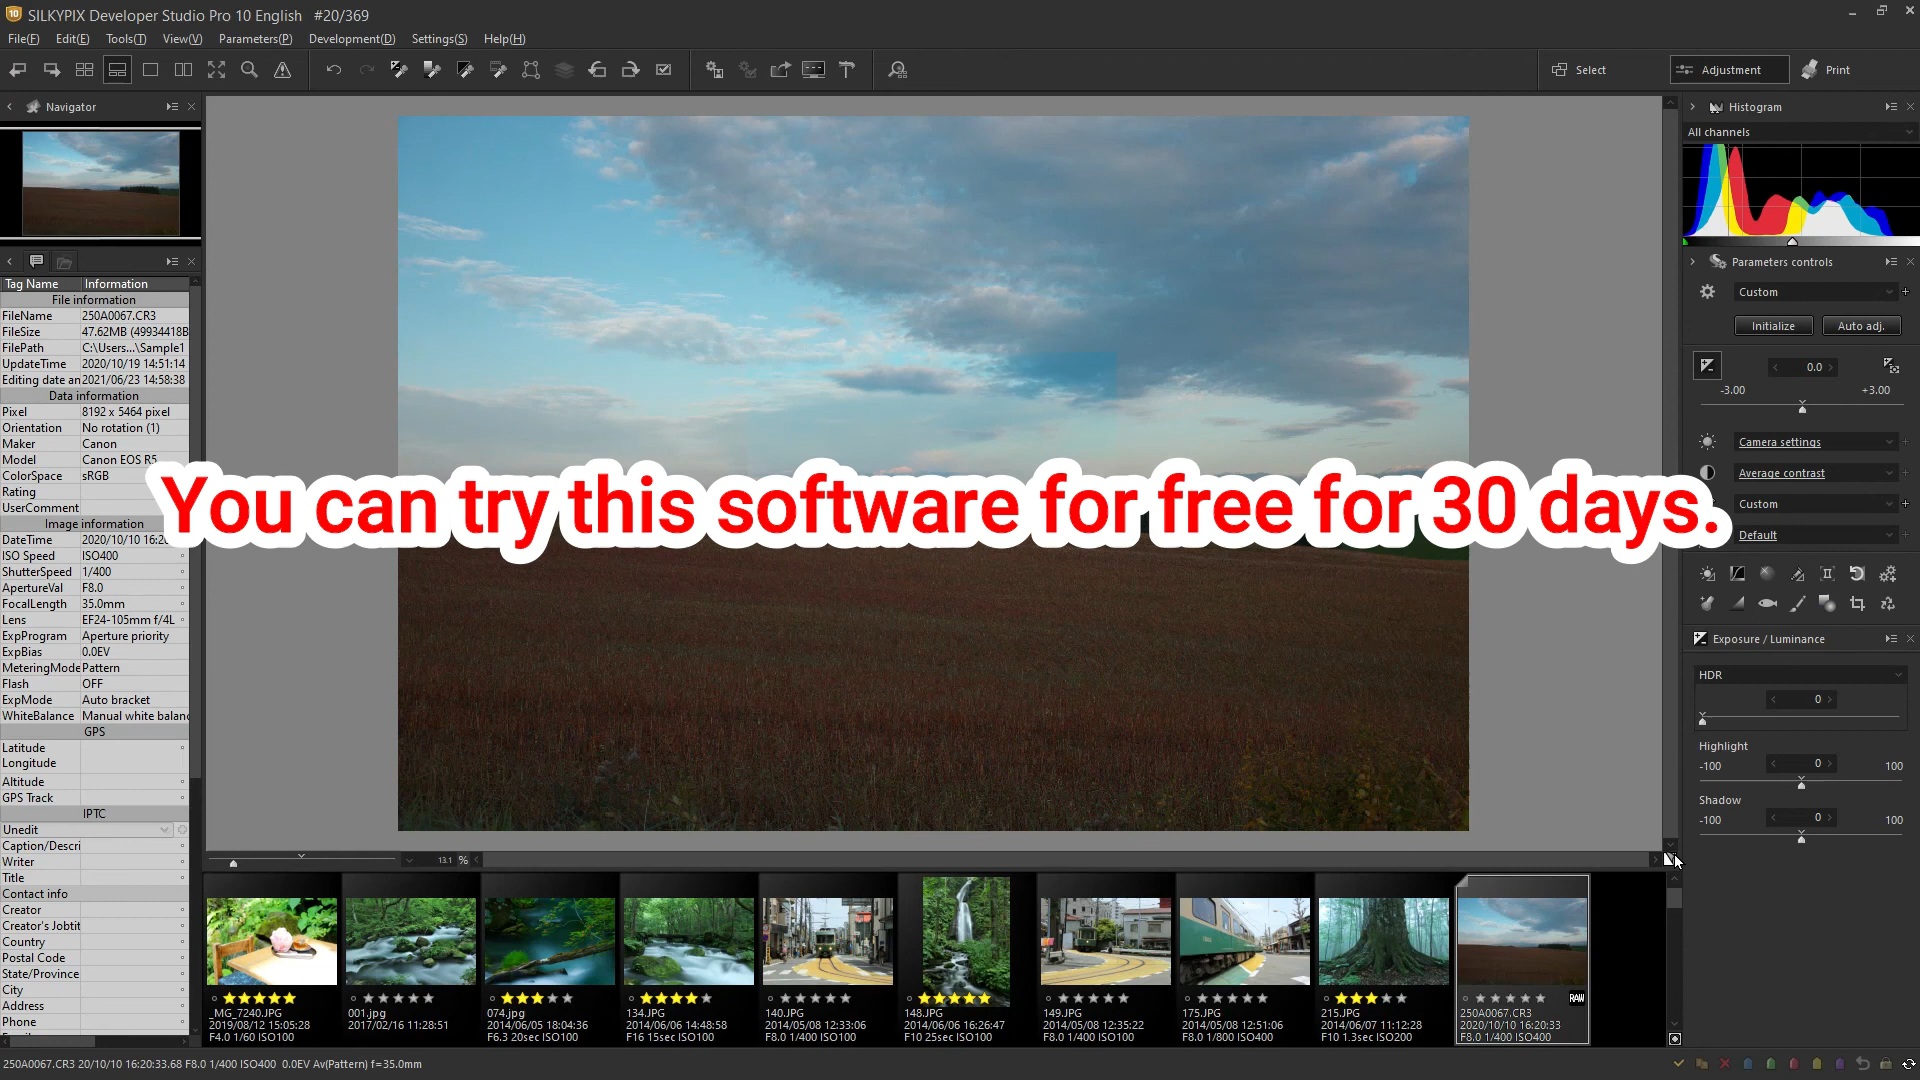 SILKYPIX Developer Studio Pro 10 English #20/369
File(F) Edit(E) Tools(T) View(V) Parameters(P) Development(D) Settings(S) Help(H)
Select Adjustment Print
Navigator
Tag Name Information
File information
FileName 250A0067.CR3
FileSize 47.62MB (49934418B
FilePath C:\Users...\Sample1
UpdateTime 2020/10/19 14:51:14
Editing date an 2021/06/23 14:58:38
Data information
Pixel 8192 x 5464 pixel
Orientation No rotation (1)
Maker Canon
Model Canon EOS R5
ColorSpace sRGB
Rating
UserComment
Image information
DateTime 2020/10/10 16:20
ISO Speed ISO400
ShutterSpeed 1/400
ApertureVal F8.0
FocalLength 35.0mm
Lens EF24-105mm f/4L
ExpProgram Aperture priority
ExpBias 0.0EV
MeteringMode Pattern
Flash OFF
ExpMode Auto bracket
WhiteBalance Manual white balanc
GPS
Latitude
Longitude
Altitude
GPS Track
IPTC
Unedit
Caption/Descri
Writer
Title
Contact info
Creator
Creator's Jobtit
Country
Postal Code
State/Province
City
Address
Phone
You can try this software for free for 30 days.
Histogram
All channels
Parameters controls
Custom
Initialize Auto adj.
0.0
-3.00 +3.00
Camera settings
Average contrast
Custom
Default
Exposure / Luminance
HDR
0
Highlight
-100 0 100
Shadow
-100 0 100
13.1 %
_MG_7240.JPG
2019/08/12 15:05:28
F4.0 1/60 ISO100
001.jpg
2017/02/16 11:28:51
074.jpg
2014/06/05 18:04:36
F6.3 20sec ISO100
134.JPG
2014/06/06 14:48:58
F16 15sec ISO100
140.JPG
2014/05/08 12:33:06
F8.0 1/400 ISO100
148.JPG
2014/06/06 16:26:47
F10 25sec ISO100
149.JPG
2014/05/08 12:35:22
F8.0 1/400 ISO100
175.JPG
2014/05/08 12:51:06
F8.0 1/800 ISO400
215.JPG
2014/06/07 11:12:28
F10 1.3sec ISO200
RAW
250A0067.CR3
2020/10/10 16:20:33
F8.0 1/400 ISO400
250A0067.CR3 20/10/10 16:20:33.68 F8.0 1/400 ISO400 0.0EV Av(Pattern) f=35.0mm